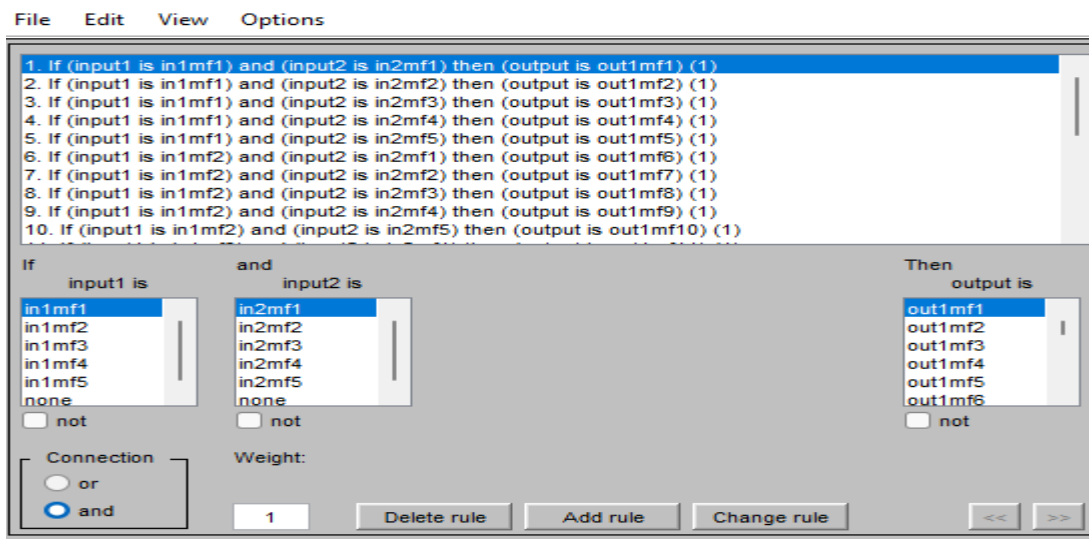 File Edit View Options
1. If (input1 is in1mf1) and (input2 is in2mf1) then (output is out1mf1) (1)
2. If (input1 is in1mf1) and (input2 is in2mf2) then (output is out1mf2) (1)
3. If (input1 is in1mf1) and (input2 is in2mf3) then (output is out1mf3) (1)
4. If (input1 is in1mf1) and (input2 is in2mf4) then (output is out1mf4) (1)
5. If (input1 is in1mf1) and (input2 is in2mf5) then (output is out1mf5) (1)
6. If (input1 is in1mf2) and (input2 is in2mf1) then (output is out1mf6) (1)
7. If (input1 is in1mf2) and (input2 is in2mf2) then (output is out1mf7) (1)
8. If (input1 is in1mf2) and (input2 is in2mf3) then (output is out1mf8) (1)
9. If (input1 is in1mf2) and (input2 is in2mf4) then (output is out1mf9) (1)
10. If (input1 is in1mf2) and (input2 is in2mf5) then (output is out1mf10) (1)
If and Then
input1 is input2 is output is
in1mf1 in2mf1 out1mf1
in1mf2 in2mf2 out1mf2
in1mf3 in2mf3 out1mf3
in1mf4 in2mf4 out1mf4
in1mf5 in2mf5 out1mf5
none none out1mf6
not not not
Connection Weight:
or
and 1 Delete rule Add rule Change rule << >>